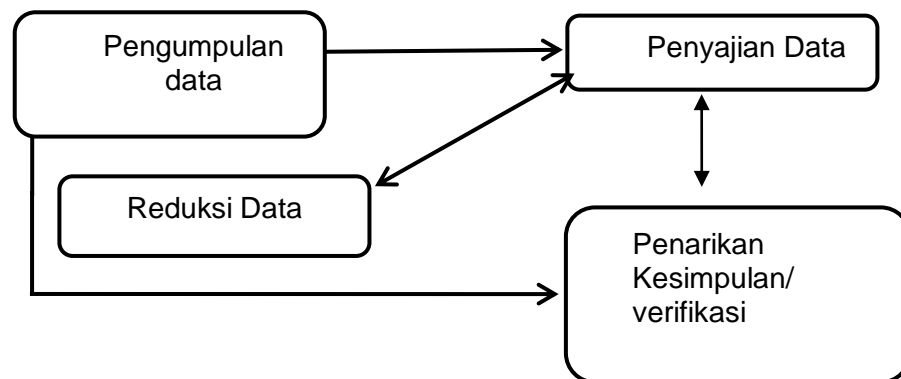 Pengumpulan
data
Penyajian Data
Reduksi Data
Penarikan
Kesimpulan/
verifikasi